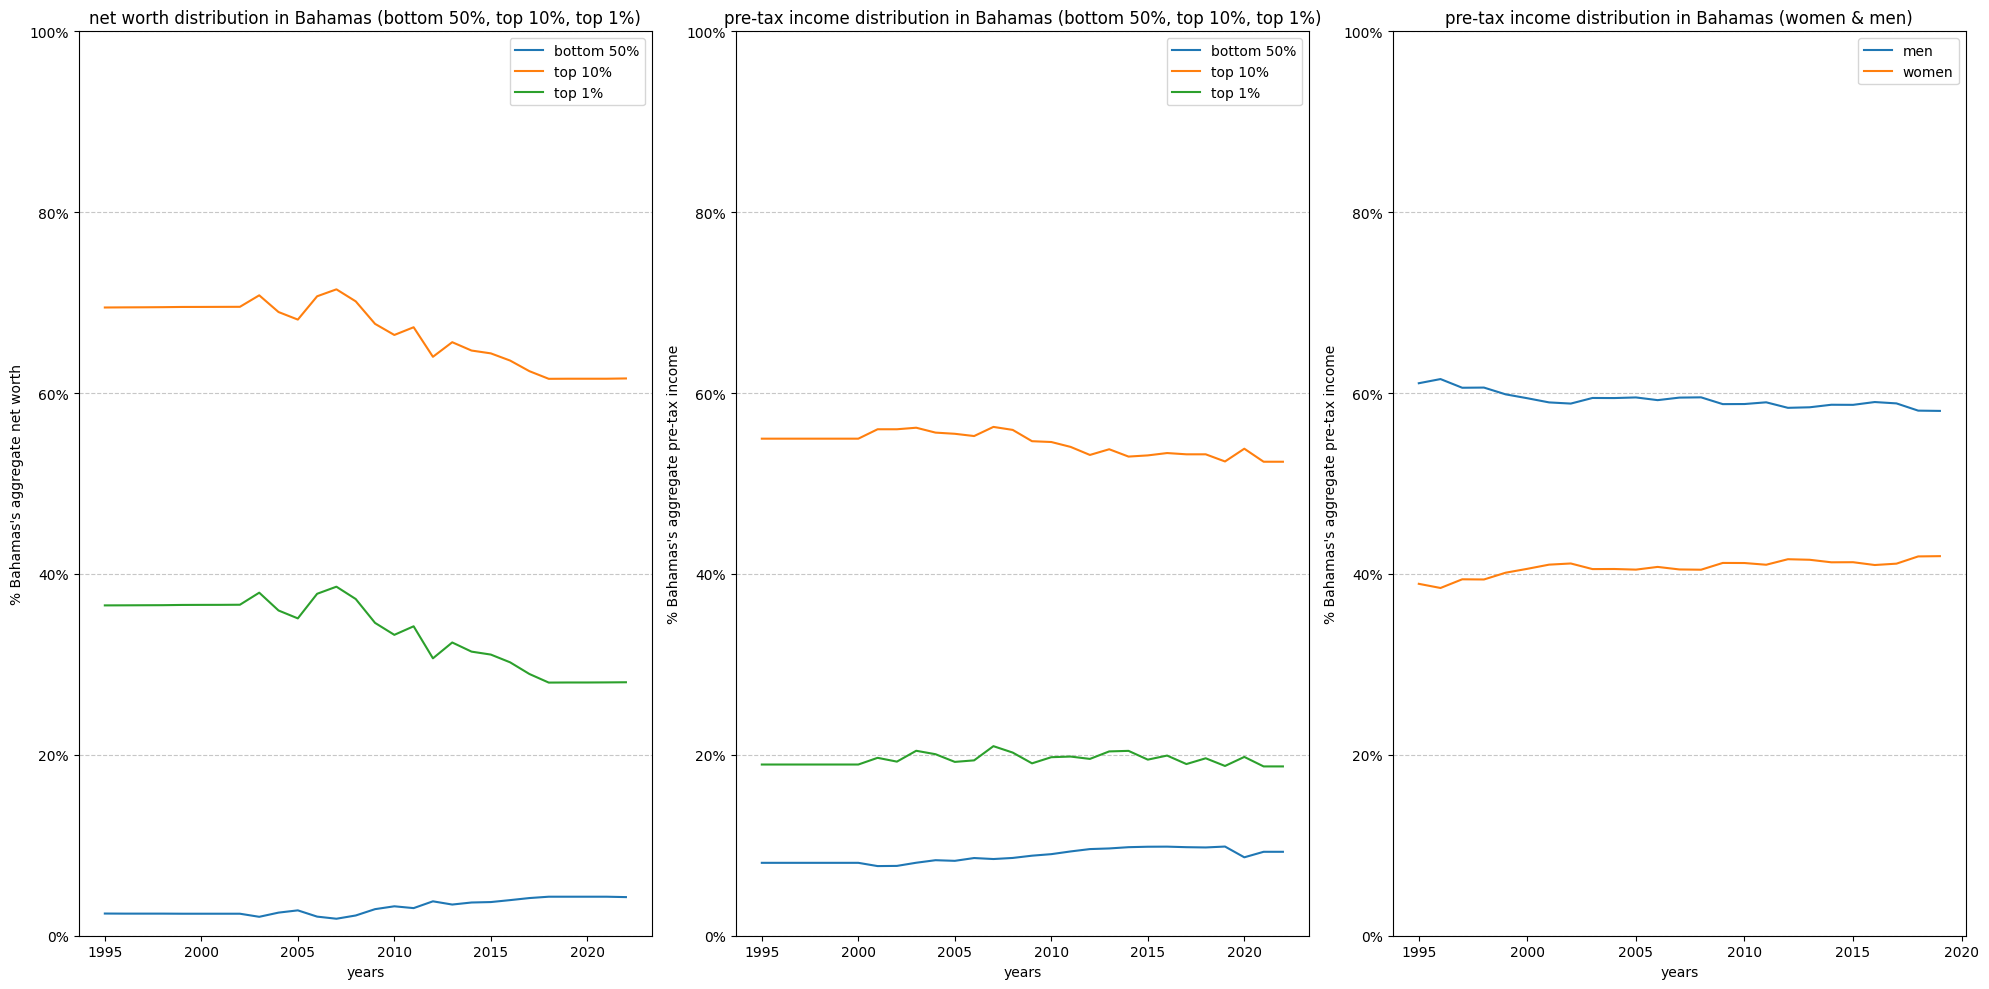 net worth distribution in Bahamas (bottom 50%, top 10%, top 1%)
100%
80%
60%
40%
20%
0%
% Bahamas's aggregate net worth
bottom 50%
top 10%
top 1%
1995 2000 2005 2010 2015 2020
years
pre-tax income distribution in Bahamas (bottom 50%, top 10%, top 1%)
100%
80%
60%
40%
20%
0%
% Bahamas's aggregate pre-tax income
bottom 50%
top 10%
top 1%
1995 2000 2005 2010 2015 2020
years
pre-tax income distribution in Bahamas (women & men)
100%
80%
60%
40%
20%
0%
% Bahamas's aggregate pre-tax income
men
women
1995 2000 2005 2010 2015 2020
years